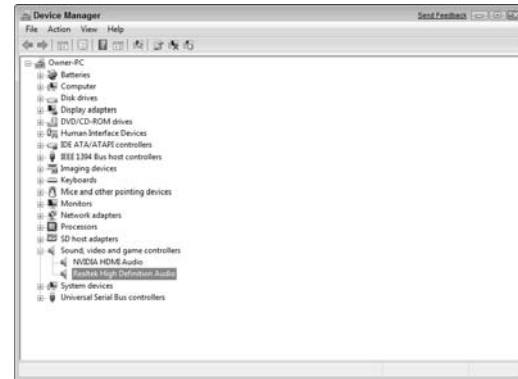 Device Manager
Send Feedback
File Action View Help
Owner-PC
Batteries
Computer
Disk drives
Display adapters
DVD/CD-ROM drives
Human Interface Devices
IDE ATA/ATAPI controllers
IEEE 1394 Bus host controllers
Imaging devices
Keyboards
Mice and other pointing devices
Monitors
Network adapters
Processors
SD host adapters
Sound, video and game controllers
NVIDIA HDMI Audio
Realtek High Definition Audio
System devices
Universal Serial Bus controllers